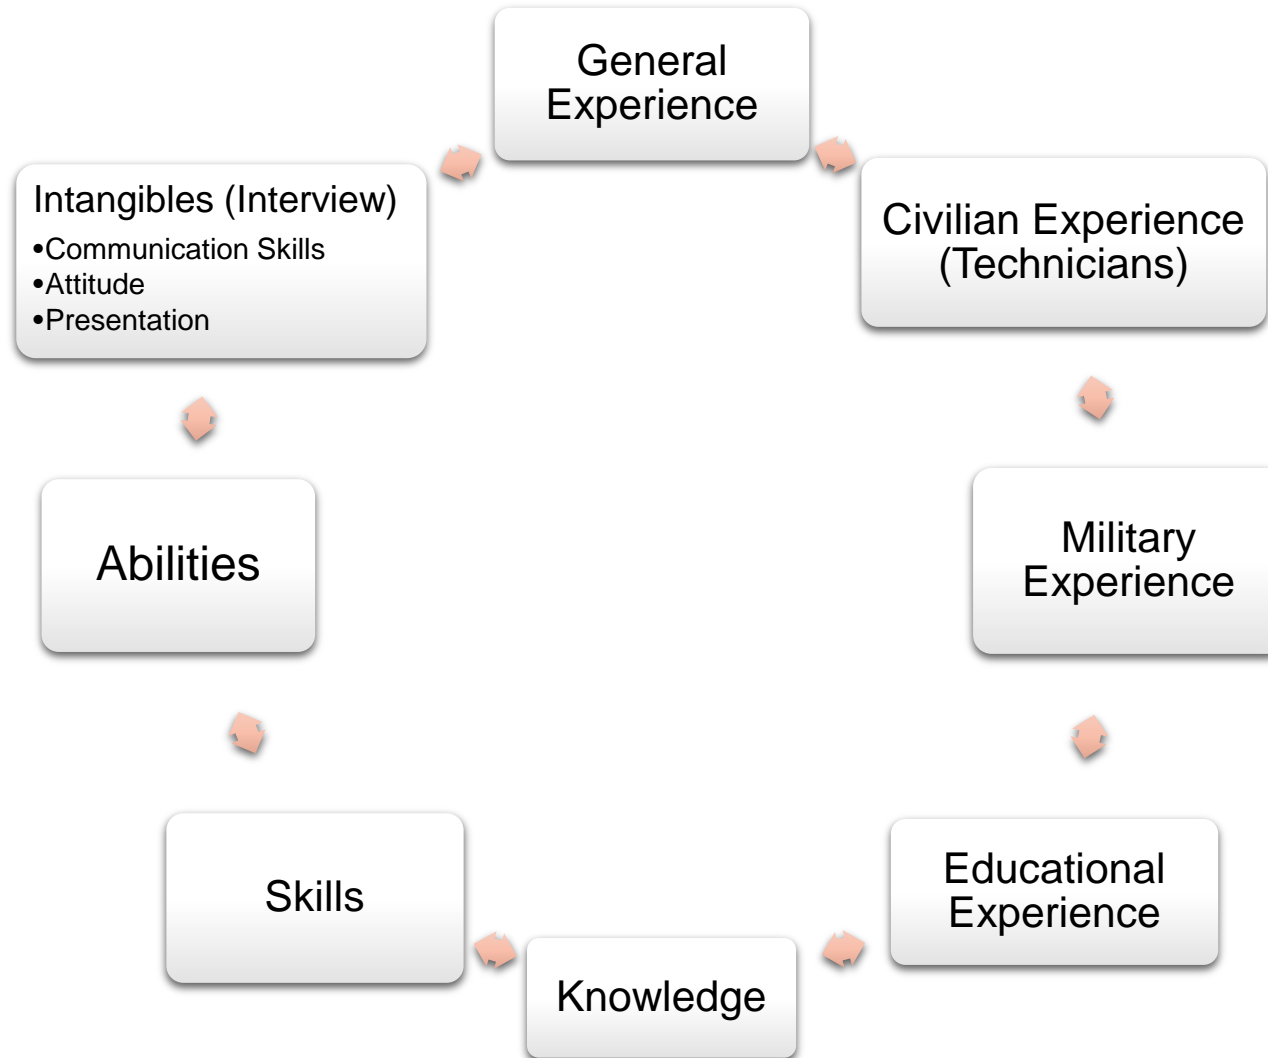 General
Experience
Civilian Experience
(Technicians)
Military
Experience
Educational
Experience
Knowledge
Skills
Abilities
Intangibles (Interview)
•Communication Skills
•Attitude
•Presentation